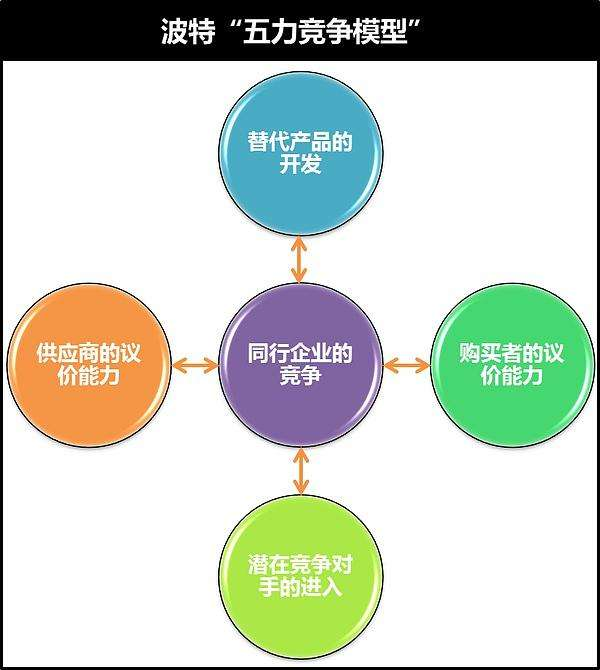 波特“五力竞争模型”
替代产品的
开发
供应商的议
价能力
同行企业的
竞争
购买者的议
价能力
潜在竞争对
手的进入